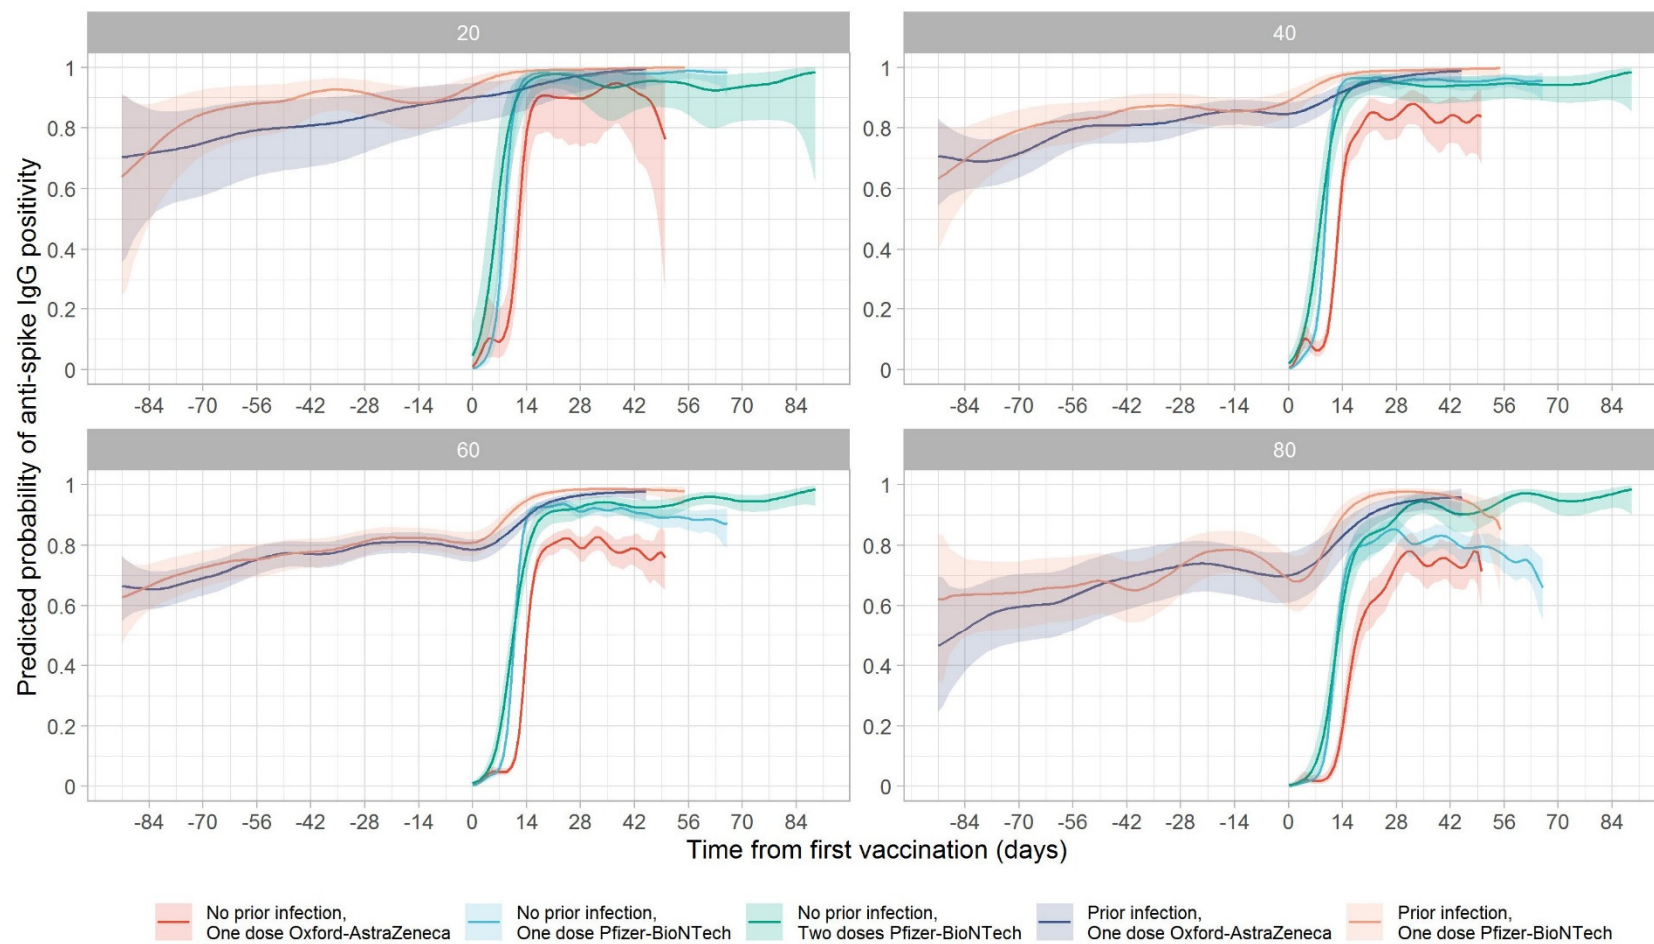 20
40
1
0.8
0.6
0.4
0.2
0
1
0.8
0.6
0.4
0.2
0
-84 -70 -56 -42 -28 -14 0 14 28 42 56 70 84
-84 -70 -56 -42 -28 -14 0 14 28 42 56 70 84
60
80
1
0.8
0.6
0.4
0.2
0
1
0.8
0.6
0.4
0.2
0
-84 -70 -56 -42 -28 -14 0 14 28 42 56 70 84
-84 -70 -56 -42 -28 -14 0 14 28 42 56 70 84
Predicted probability of anti-spike IgG positivity
Time from first vaccination (days)
No prior infection,
One dose Oxford-AstraZeneca
No prior infection,
One dose Pfizer-BioNTech
No prior infection,
Two doses Pfizer-BioNTech
Prior infection,
One dose Oxford-AstraZeneca
Prior infection,
One dose Pfizer-BioNTech